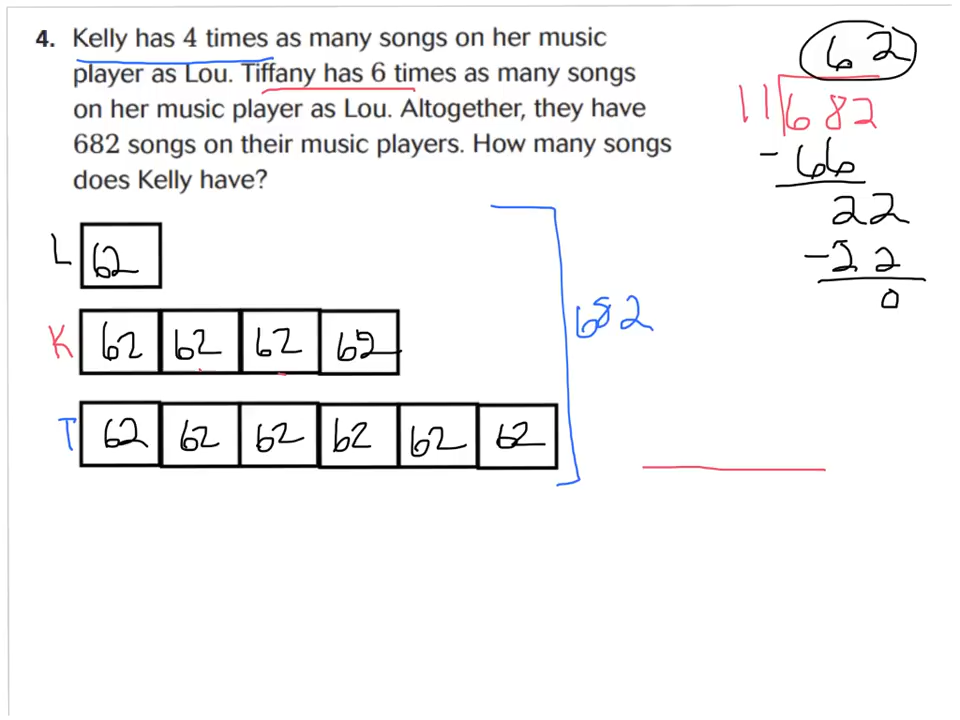 4. Kelly has 4 times as many songs on her music
player as Lou. Tiffany has 6 times as many songs
on her music player as Lou. Altogether, they have
682 songs on their music players. How many songs
does Kelly have?
62
11 682
- 66
22
- 22
0
L 62
K 62 62 62 62
682
T 62 62 62 62 62 62